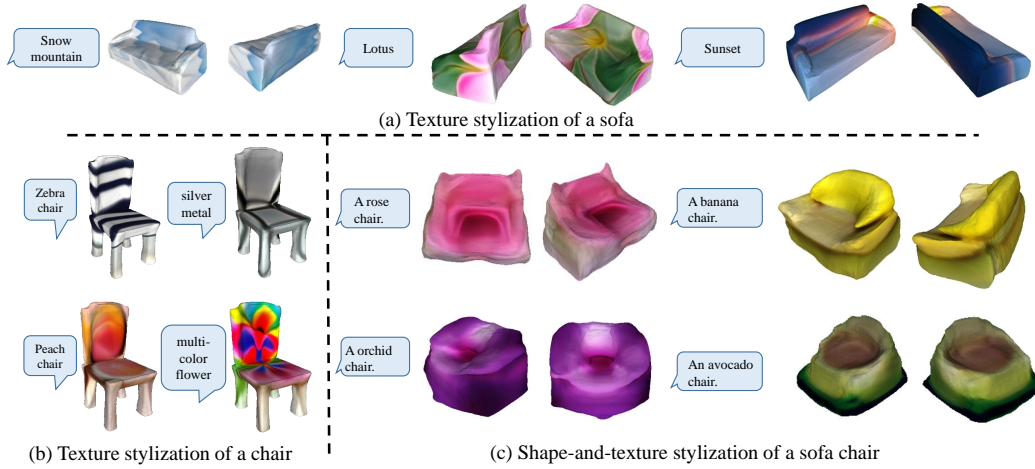 Snow
mountain
Lotus
Sunset
(a) Texture stylization of a sofa
Zebra
chair
silver
metal
A rose
chair.
A banana
chair.
Peach
chair
multi-
color
flower
A orchid
chair.
An avocado
chair.
(b) Texture stylization of a chair
(c) Shape-and-texture stylization of a sofa chair